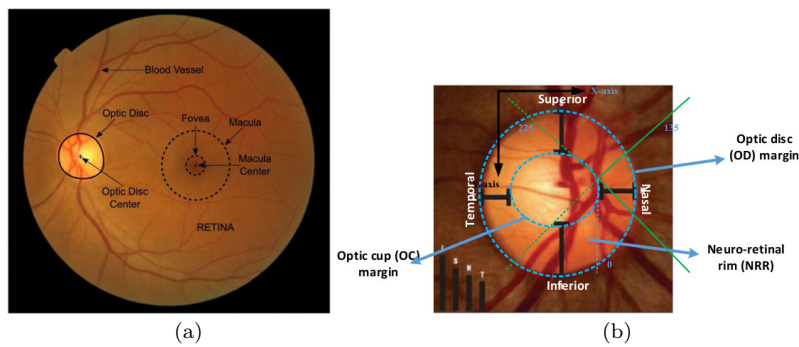 Blood Vessel
Optic Disc
Fovea
Macula
Macula
Center
Optic Disc
Center
RETINA
(a)
X-axis
Superior
225
135
Optic disc
(OD) margin
axis
Temporal
Nasal
Optic cup (OC)
margin
Neuro-retinal
rim (NRR)
0
I
S
N
T
Inferior
(b)